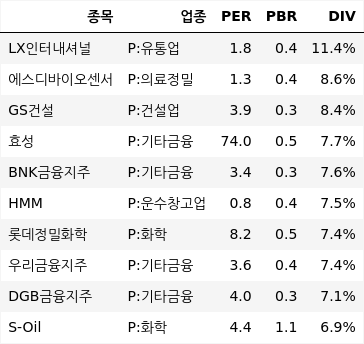 종목 업종 PER PBR DIV
LX인터내셔널 P:유통업 1.8 0.4 11.4%
에스디바이오센서 P:의료정밀 1.3 0.4 8.6%
GS건설 P:건설업 3.9 0.3 8.4%
효성 P:기타금융 74.0 0.5 7.7%
BNK금융지주 P:기타금융 3.4 0.3 7.6%
HMM P:운수창고업 0.8 0.4 7.5%
롯데정밀화학 P:화학 8.2 0.5 7.4%
우리금융지주 P:기타금융 3.6 0.4 7.4%
DGB금융지주 P:기타금융 4.0 0.3 7.1%
S-Oil P:화학 4.4 1.1 6.9%